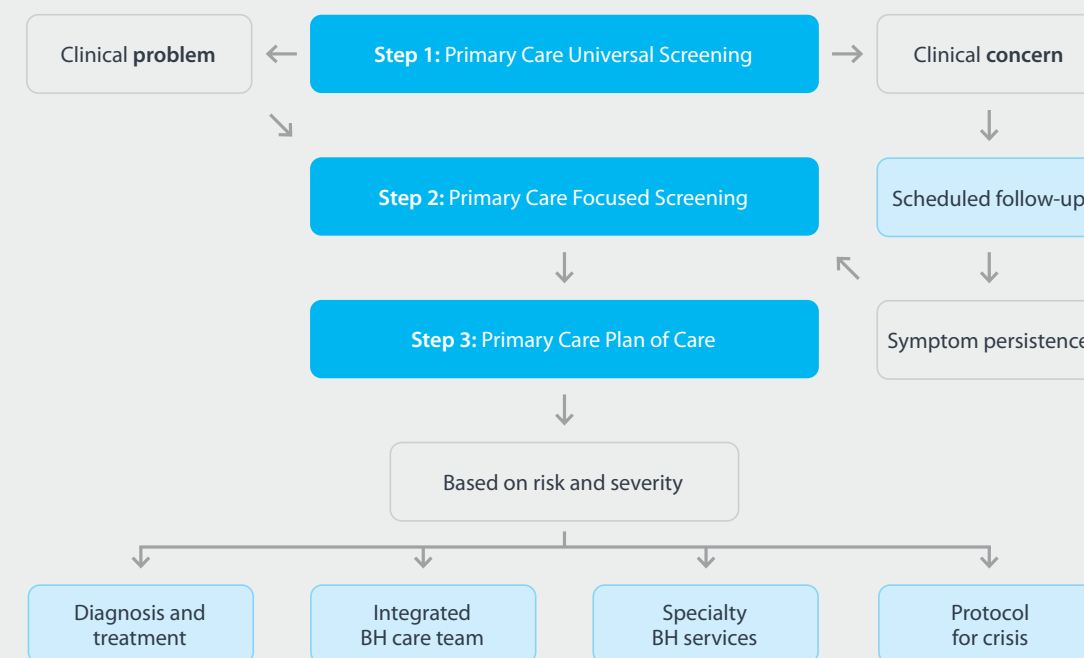 Clinical problem
Step 1: Primary Care Universal Screening
Clinical concern
Step 2: Primary Care Focused Screening
Scheduled follow-up
Step 3: Primary Care Plan of Care
Symptom persistence
Based on risk and severity
Diagnosis and
treatment
Integrated
BH care team
Specialty
BH services
Protocol
for crisis